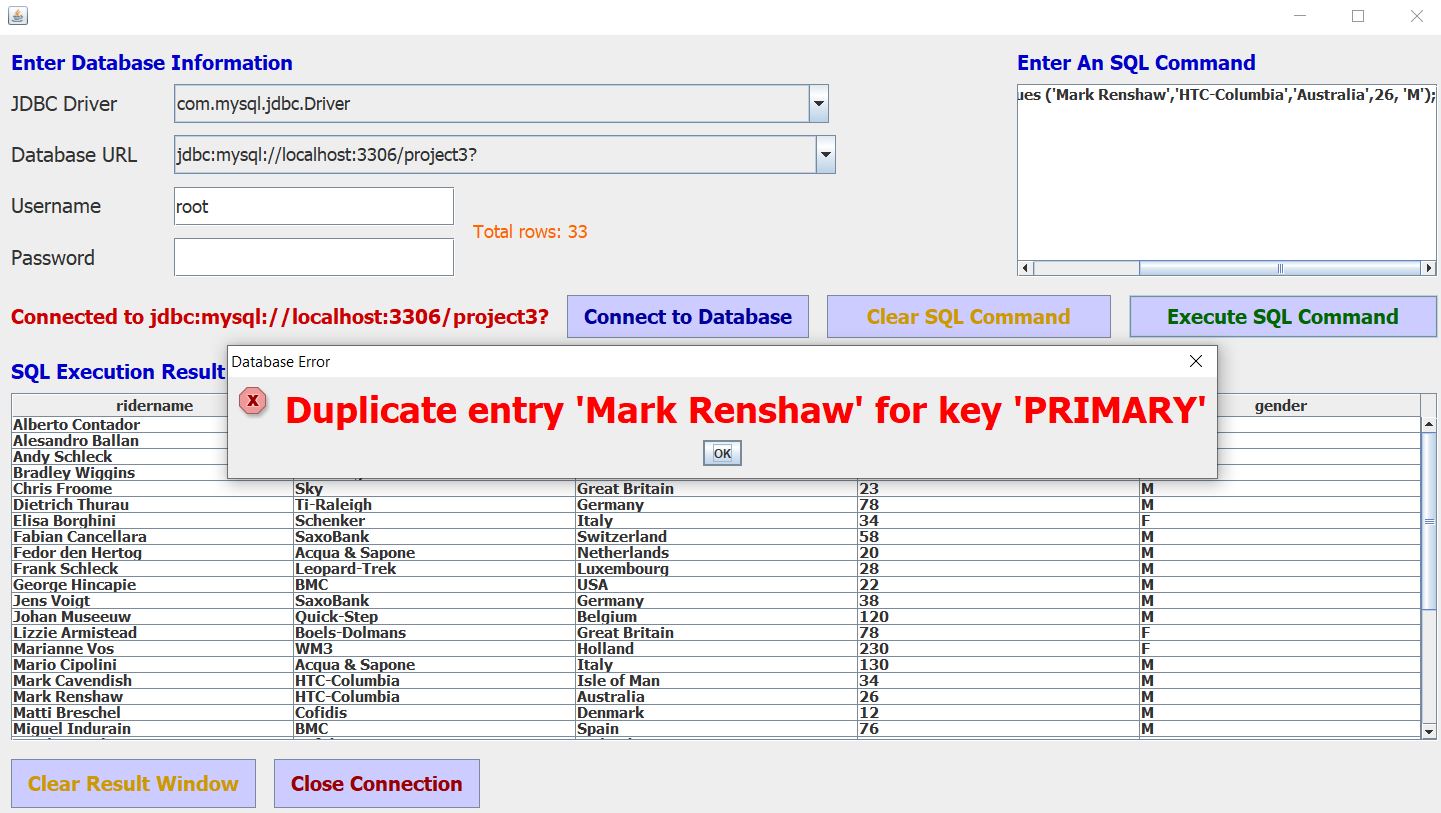 Enter Database Information
Enter An SQL Command
JDBC Driver
com.mysql.jdbc.Driver
ues ('Mark Renshaw','HTC-Columbia','Australia',26, 'M');
Database URL
jdbc:mysql://localhost:3306/project3?
Username
root
Total rows: 33
Password
Connected to jdbc:mysql://localhost:3306/project3?
Connect to Database
Clear SQL Command
Execute SQL Command
SQL Execution Result
Database Error
Duplicate entry 'Mark Renshaw' for key 'PRIMARY'
OK
ridername gender
Alberto Contador
Alesandro Ballan
Andy Schleck
Bradley Wiggins
Chris Froome Sky Great Britain 23 M
Dietrich Thurau Ti-Raleigh Germany 78 M
Elisa Borghini Schenker Italy 34 F
Fabian Cancellara SaxoBank Switzerland 58 M
Fedor den Hertog Acqua & Sapone Netherlands 20 M
Frank Schleck Leopard-Trek Luxembourg 28 M
George Hincapie BMC USA 22 M
Jens Voigt SaxoBank Germany 38 M
Johan Museeuw Quick-Step Belgium 120 M
Lizzie Armistead Boels-Dolmans Great Britain 78 F
Marianne Vos WM3 Holland 230 F
Mario Cipolini Acqua & Sapone Italy 130 M
Mark Cavendish HTC-Columbia Isle of Man 34 M
Mark Renshaw HTC-Columbia Australia 26 M
Matti Breschel Cofidis Denmark 12 M
Miguel Indurain BMC Spain 76 M
Clear Result Window
Close Connection